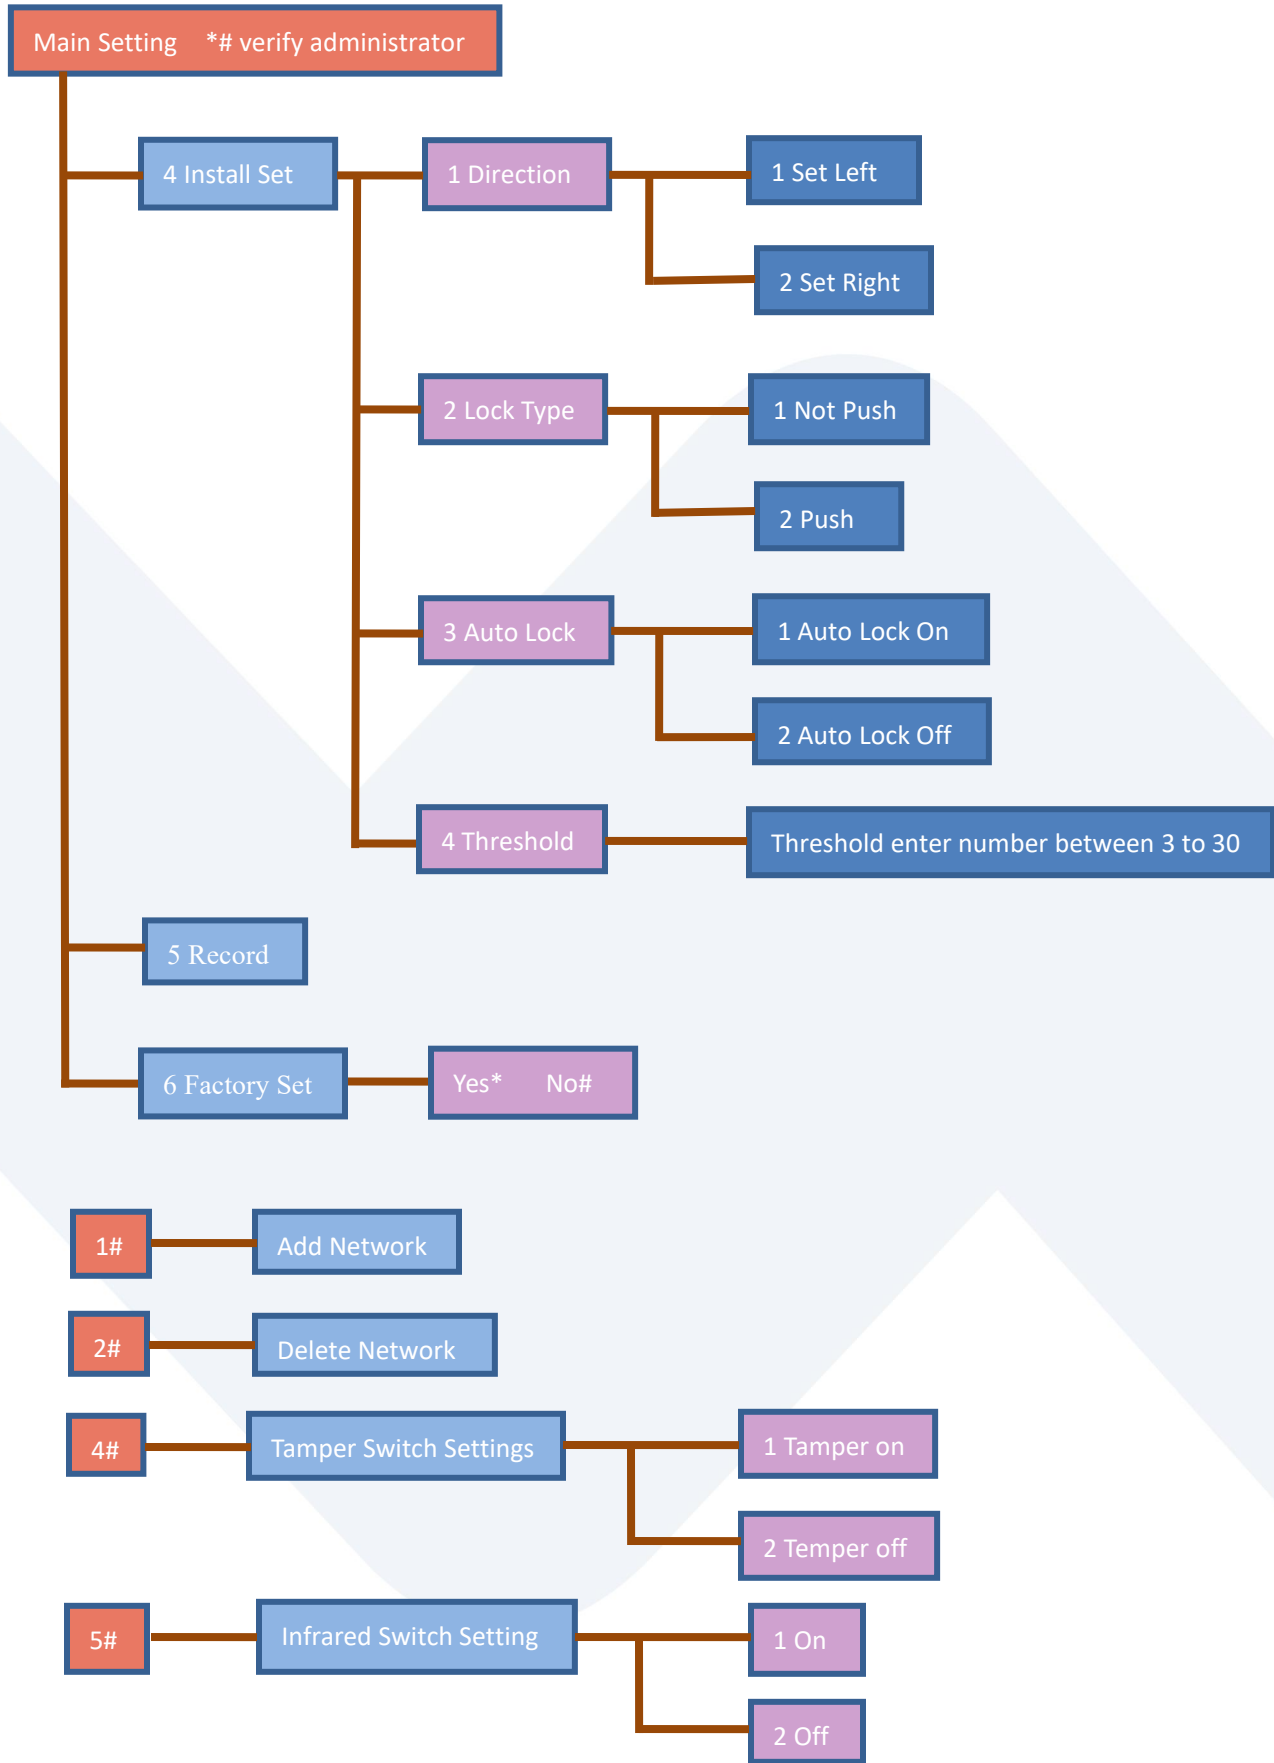 Main Setting *# verify administrator
4 Install Set
1 Direction
1 Set Left
2 Set Right
2 Lock Type
1 Not Push
2 Push
3 Auto Lock
1 Auto Lock On
2 Auto Lock Off
4 Threshold
Threshold enter number between 3 to 30
5 Record
6 Factory Set
Yes* No#
1#
Add Network
2#
Delete Network
4#
Tamper Switch Settings
1 Tamper on
2 Temper off
5#
Infrared Switch Setting
1 On
2 Off